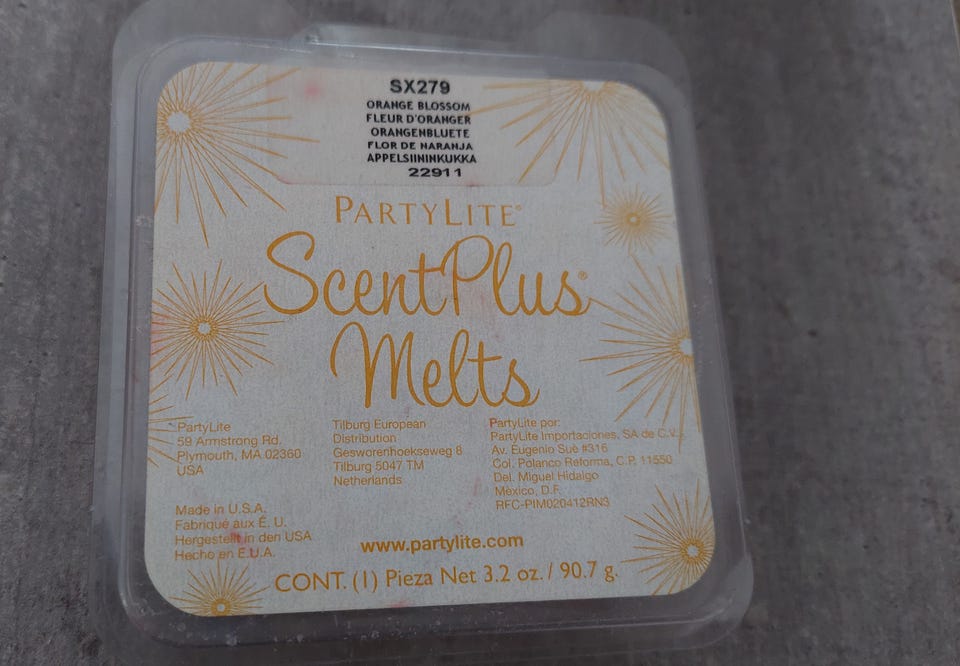 SX279
ORANGE BLOSSOM
FLEUR D'ORANGER
ORANGENBLUETE
FLOR DE NARANJA
APPELSIININKUKKA
22911
PARTYLITE®
ScentPlus®
Melts
PartyLite
59 Armstrong Rd.
Plymouth, MA 02360
USA
Made in U.S.A.
Fabriqué aux É. U.
Hergestellt in den USA
Hecho en E.U.A.
Tilburg European
Distribution
Gesworenhoekseweg 8
Tilburg 5047 TM
Netherlands
PartyLite por:
PartyLite Importaciones, SA de C.V.
Av. Eugenio Suè #316
Col. Polanco Reforma, C.P. 11550
Del. Miguel Hidalgo
México, D.F.
RFC-PIM020412RN3
www.partylite.com
CONT. (1) Pieza Net 3.2 oz. / 90.7 g.